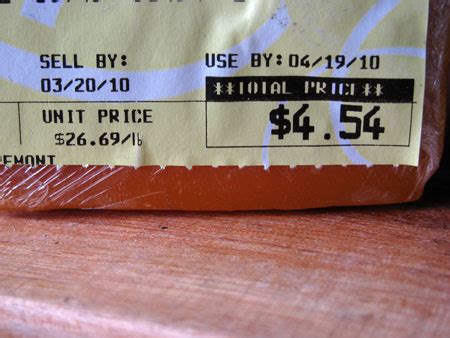 SELL BY:
USE BY: 04/19/10
03/20/10
**TOTAL PRICE**
UNIT PRICE
$4.54
$26.69/lb